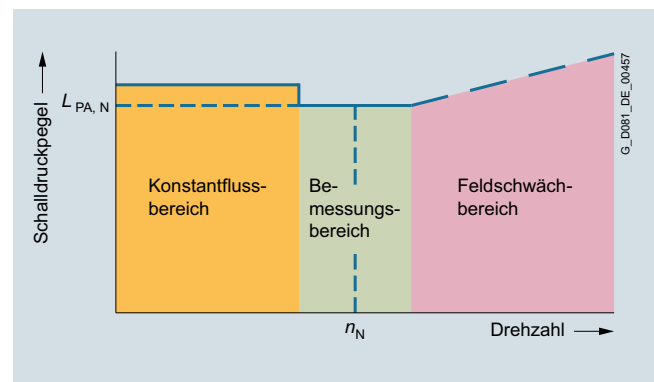 Schalldruckpegel
L PA, N
Konstantfluss-
bereich
Be-
messungs-
bereich
Feldschwäch-
bereich
n N
Drehzahl
G_D081_DE_00457